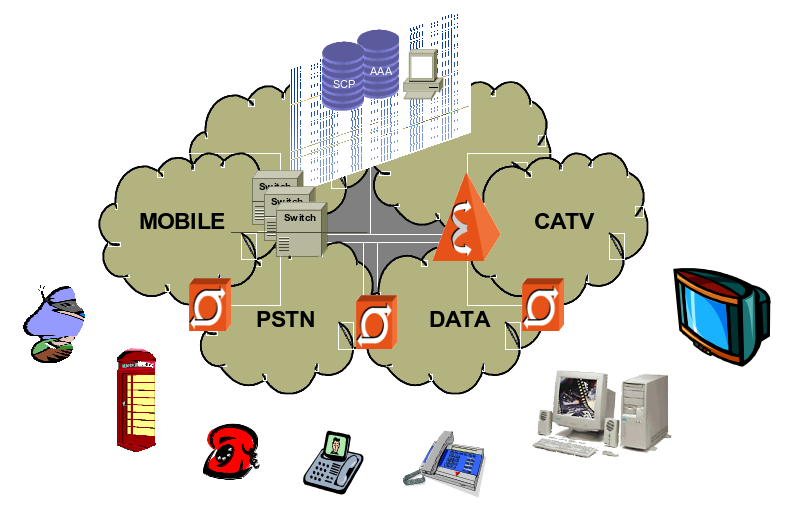 SCP
AAA
Switch
Switch
Switch
MOBILE
CATV
PSTN
DATA